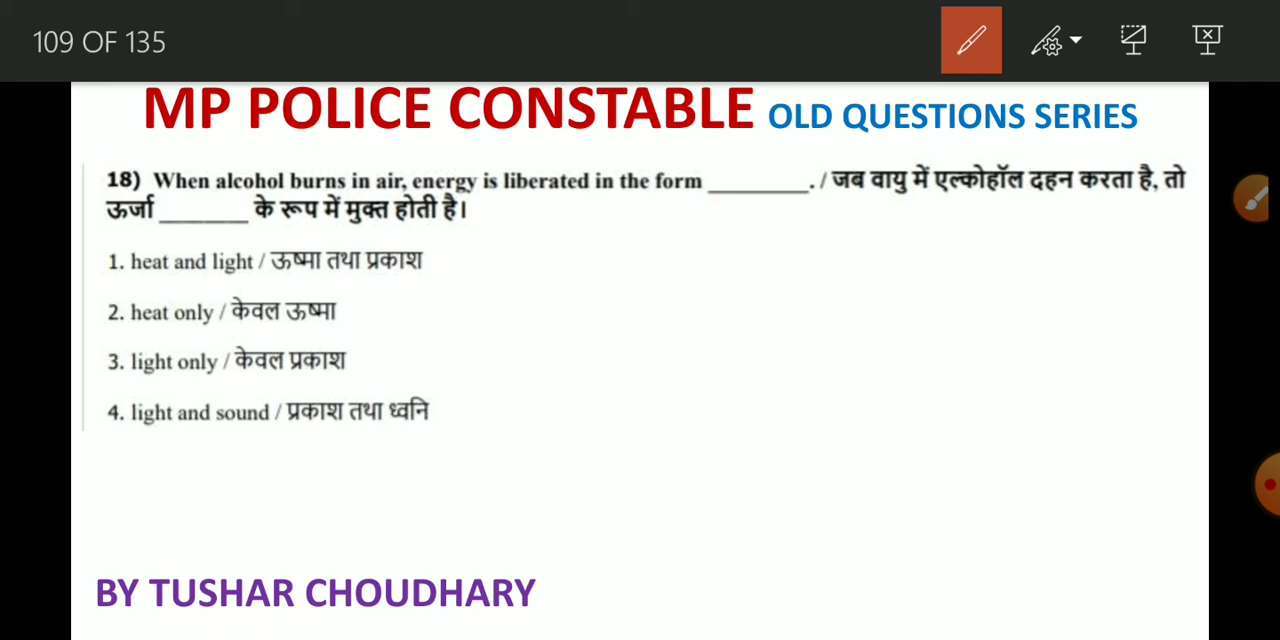 109 OF 135
MP POLICE CONSTABLE OLD QUESTIONS SERIES
18) When alcohol burns in air, energy is liberated in the form _________. / जब वायु में एल्कोहॉल दहन करता है, तो
ऊर्जा ________ के रूप में मुक्त होती है।
1. heat and light / ऊष्मा तथा प्रकाश
2. heat only / केवल ऊष्मा
3. light only / केवल प्रकाश
4. light and sound / प्रकाश तथा ध्वनि
BY TUSHAR CHOUDHARY